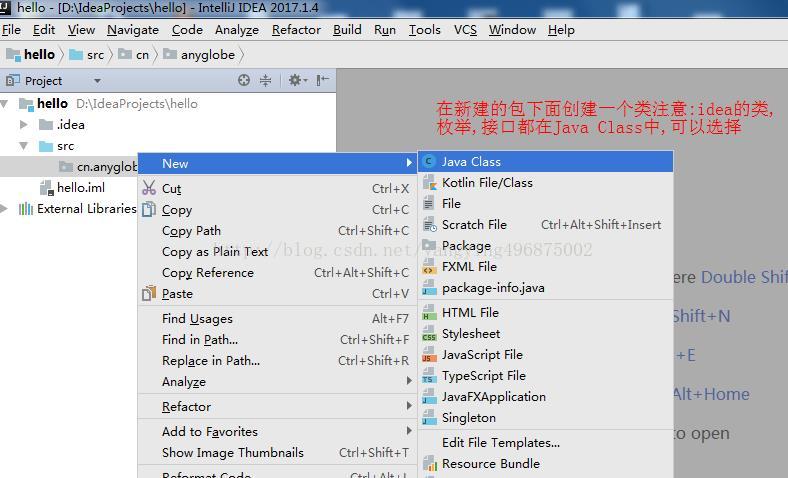 hello - [D:\IdeaProjects\hello] - IntelliJ IDEA 2017.1.4
File Edit View Navigate Code Analyze Refactor Build Run Tools VCS Window Help
hello src cn anyglobe
Project
hello D:\IdeaProjects\hello
.idea
src
cn.anyglob
hello.iml
External Libraries
在新建的包下面创建一个类注意:idea的类,
枚举,接口都在Java Class中,可以选择
New
Cut Ctrl+X
Copy Ctrl+C
Copy Path Ctrl+Shift+C
Copy as Plain Text
Copy Reference Ctrl+Alt+Shift+C
Paste Ctrl+V
Find Usages Alt+F7
Find in Path... Ctrl+Shift+F
Replace in Path... Ctrl+Shift+R
Analyze
Refactor
Add to Favorites
Show Image Thumbnails Ctrl+Shift+T
Reformat Code Ctrl+Alt+L
Java Class
Kotlin File/Class
File
Scratch File Ctrl+Alt+Shift+Insert
Package
FXML File
package-info.java
HTML File
Stylesheet
JavaScript File
TypeScript File
JavaFXApplication
Singleton
Edit File Templates...
Resource Bundle
ere Double Shif
Shift+N
+E
Alt+Home
to open